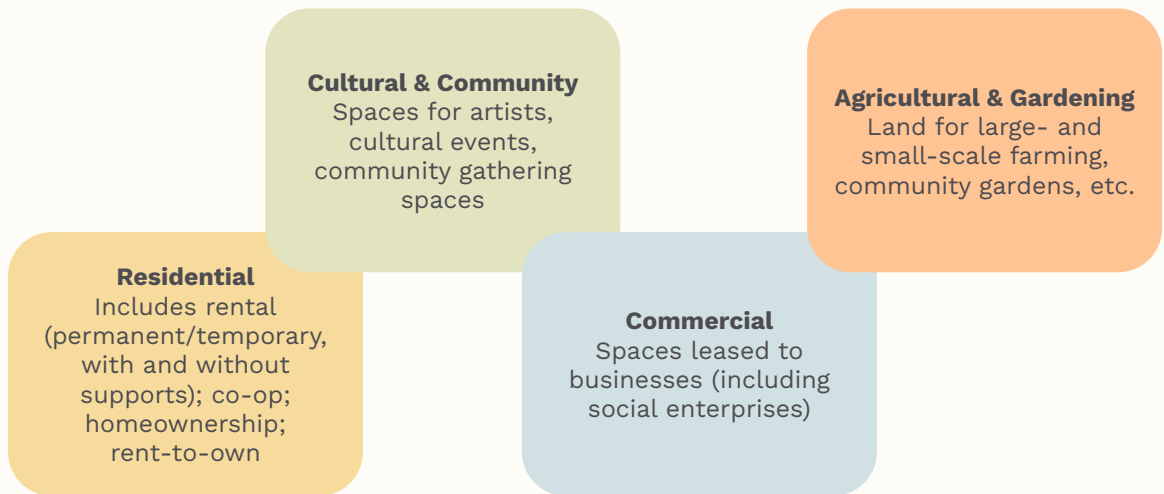 Cultural & Community
Spaces for artists,
cultural events,
community gathering
spaces
Agricultural & Gardening
Land for large- and
small-scale farming,
community gardens, etc.
Residential
Includes rental
(permanent/temporary,
with and without
supports); co-op;
homeownership;
rent-to-own
Commercial
Spaces leased to
businesses (including
social enterprises)